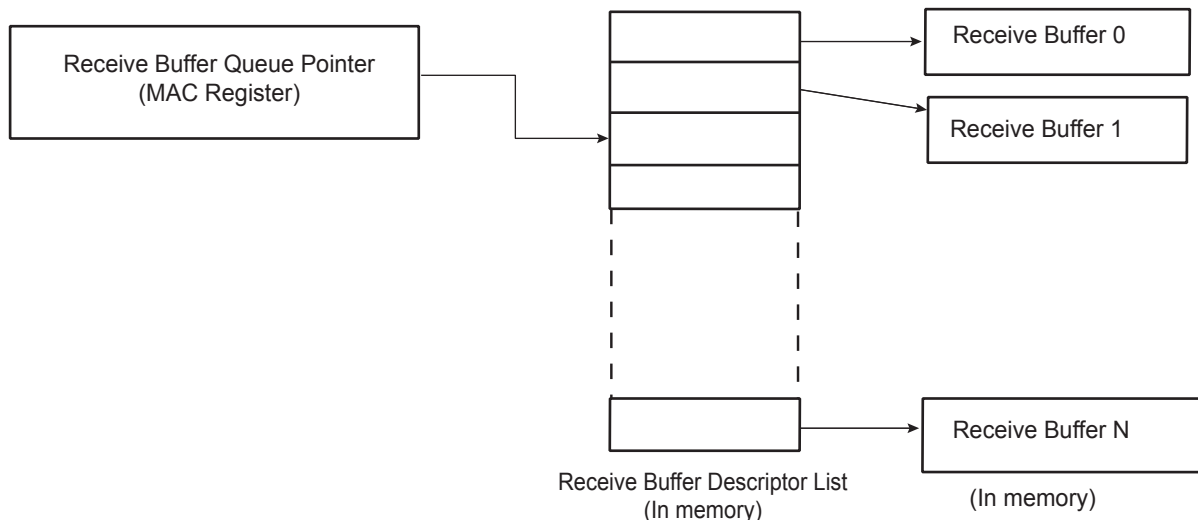 Receive Buffer Queue Pointer
(MAC Register)
Receive Buffer 0
Receive Buffer 1
Receive Buffer N
Receive Buffer Descriptor List
(In memory)
(In memory)